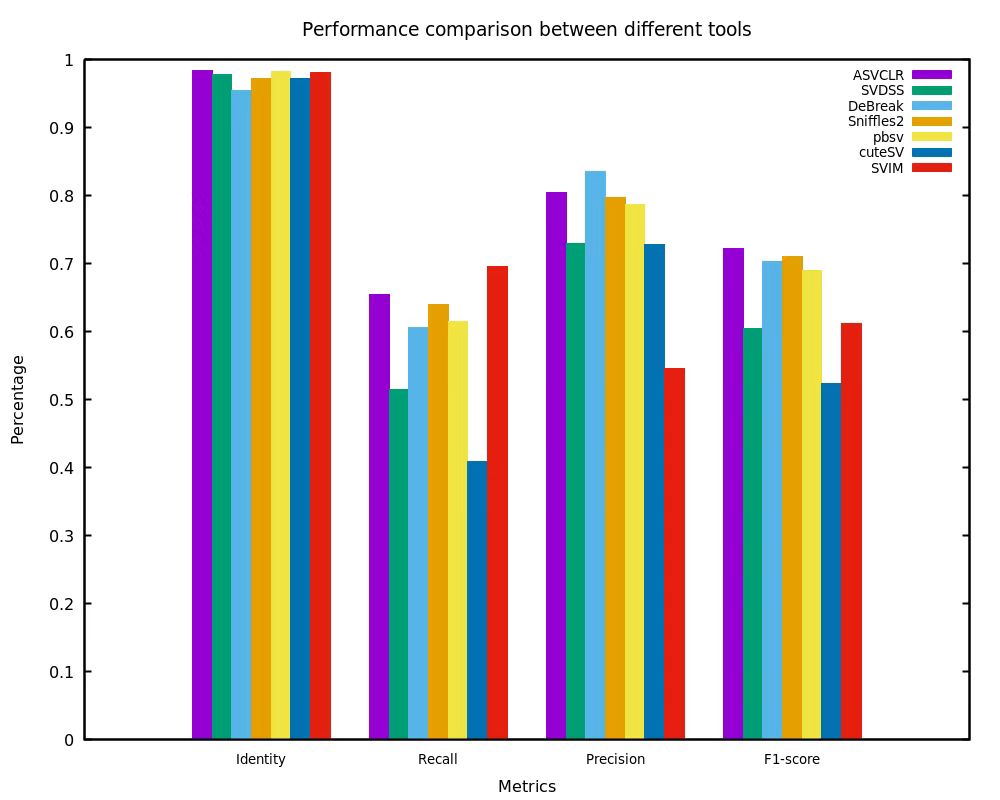 Performance comparison between different tools
ASVCLR
SVDSS
DeBreak
Sniffles2
pbsv
cuteSV
SVIM
1
0.9
0.8
0.7
0.6
0.5
0.4
0.3
0.2
0.1
0
Percentage
Identity Recall Precision F1-score
Metrics